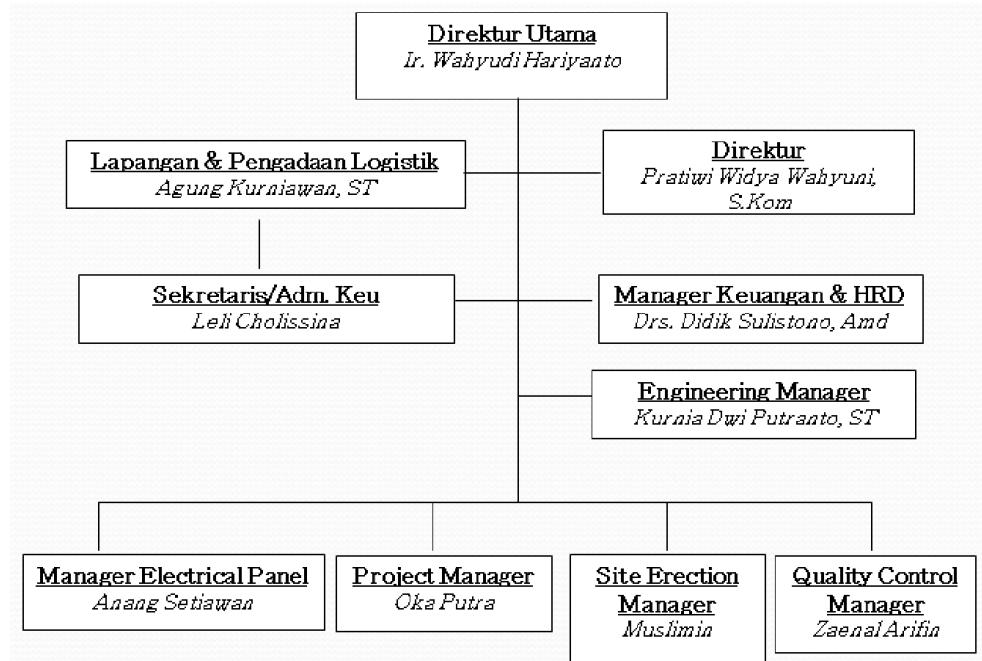 Direktur Utama
Ir. Wahyudi Hariyanto
Lapangan & Pengadaan Logistik
Agung Kurniawan, ST
Direktur
Pratiwi Widya Wahyuni,
S.Kom
Sekretaris/Adm. Keu
Leli Cholissina
Manager Keuangan & HRD
Drs. Didik Sulistono, Amd
Engineering Manager
Kurnia Dwi Putranto, ST
Manager Electrical Panel
Anang Setiawan
Project Manager
Oka Putra
Site Erection
Manager
Muslimin
Quality Control
Manager
Zaenal Arifin